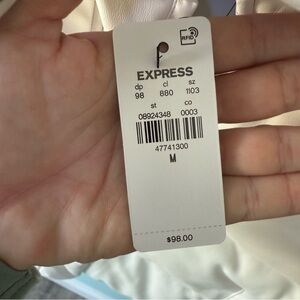 RFID
EXPRESS
dp cl sz
98 880 1103
st co
08924348 0003
47741300
M
$98.00